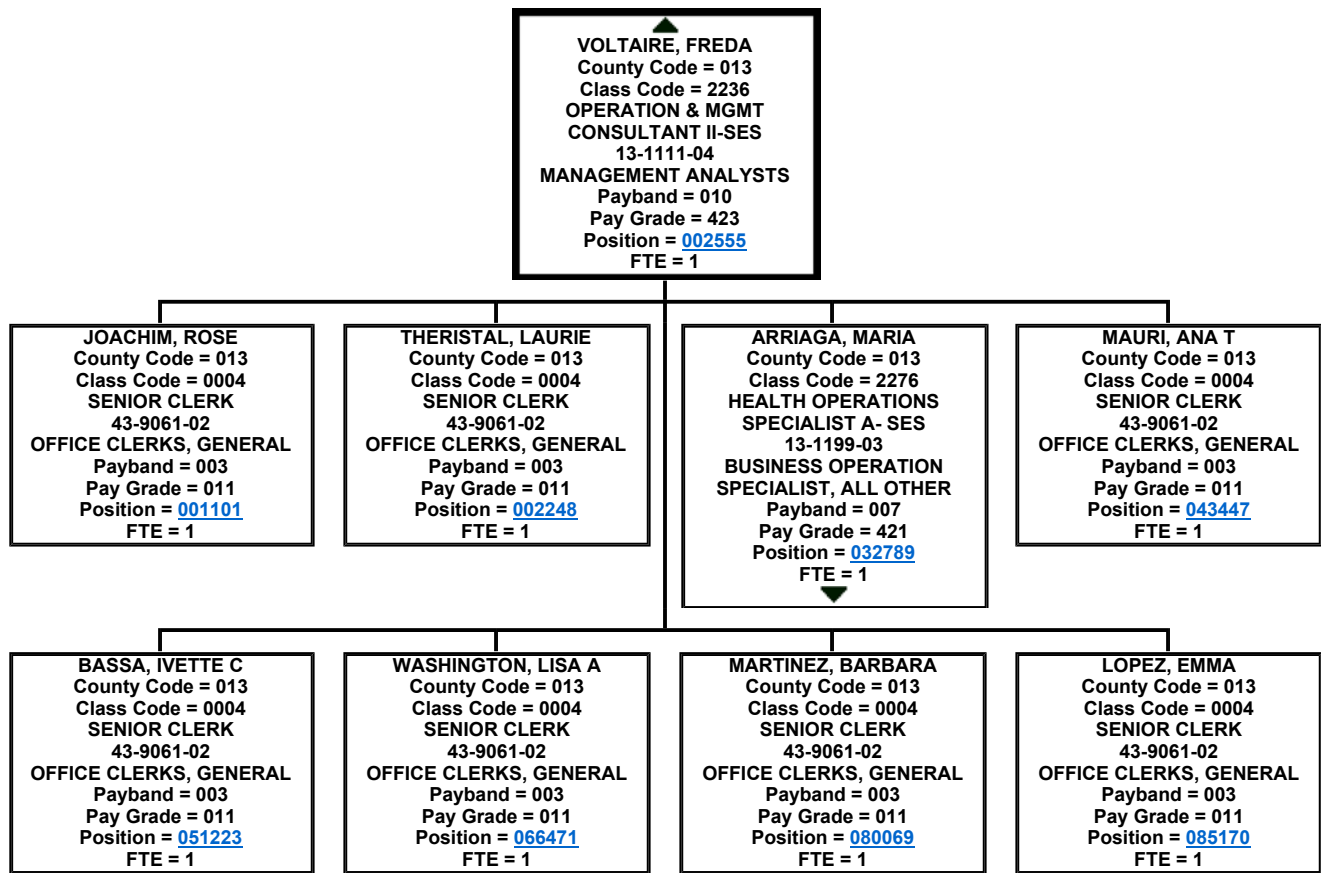 VOLTAIRE, FREDA
County Code = 013
Class Code = 2236
OPERATION & MGMT
CONSULTANT II-SES
13-1111-04
MANAGEMENT ANALYSTS
Payband = 010
Pay Grade = 423
Position = 002555
FTE = 1
JOACHIM, ROSE
County Code = 013
Class Code = 0004
SENIOR CLERK
43-9061-02
OFFICE CLERKS, GENERAL
Payband = 003
Pay Grade = 011
Position = 001101
FTE = 1
THERISTAL, LAURIE
County Code = 013
Class Code = 0004
SENIOR CLERK
43-9061-02
OFFICE CLERKS, GENERAL
Payband = 003
Pay Grade = 011
Position = 002248
FTE = 1
ARRIAGA, MARIA
County Code = 013
Class Code = 2276
HEALTH OPERATIONS
SPECIALIST A- SES
13-1199-03
BUSINESS OPERATION
SPECIALIST, ALL OTHER
Payband = 007
Pay Grade = 421
Position = 032789
FTE = 1
MAURI, ANA T
County Code = 013
Class Code = 0004
SENIOR CLERK
43-9061-02
OFFICE CLERKS, GENERAL
Payband = 003
Pay Grade = 011
Position = 043447
FTE = 1
BASSA, IVETTE C
County Code = 013
Class Code = 0004
SENIOR CLERK
43-9061-02
OFFICE CLERKS, GENERAL
Payband = 003
Pay Grade = 011
Position = 051223
FTE = 1
WASHINGTON, LISA A
County Code = 013
Class Code = 0004
SENIOR CLERK
43-9061-02
OFFICE CLERKS, GENERAL
Payband = 003
Pay Grade = 011
Position = 066471
FTE = 1
MARTINEZ, BARBARA
County Code = 013
Class Code = 0004
SENIOR CLERK
43-9061-02
OFFICE CLERKS, GENERAL
Payband = 003
Pay Grade = 011
Position = 080069
FTE = 1
LOPEZ, EMMA
County Code = 013
Class Code = 0004
SENIOR CLERK
43-9061-02
OFFICE CLERKS, GENERAL
Payband = 003
Pay Grade = 011
Position = 085170
FTE = 1